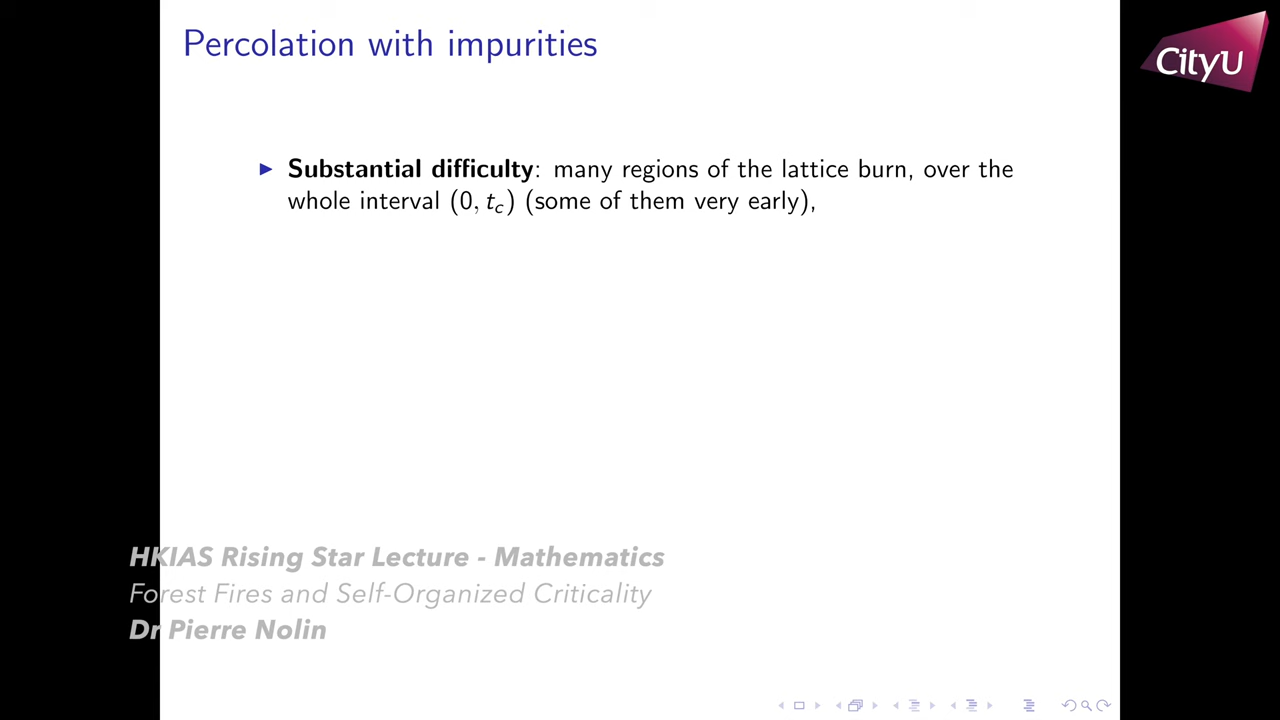 Percolation with impurities
CityU
Substantial difficulty: many regions of the lattice burn, over the
whole interval (0, t_c) (some of them very early),
HKIAS Rising Star Lecture - Mathematics
Forest Fires and Self-Organized Criticality
Dr Pierre Nolin